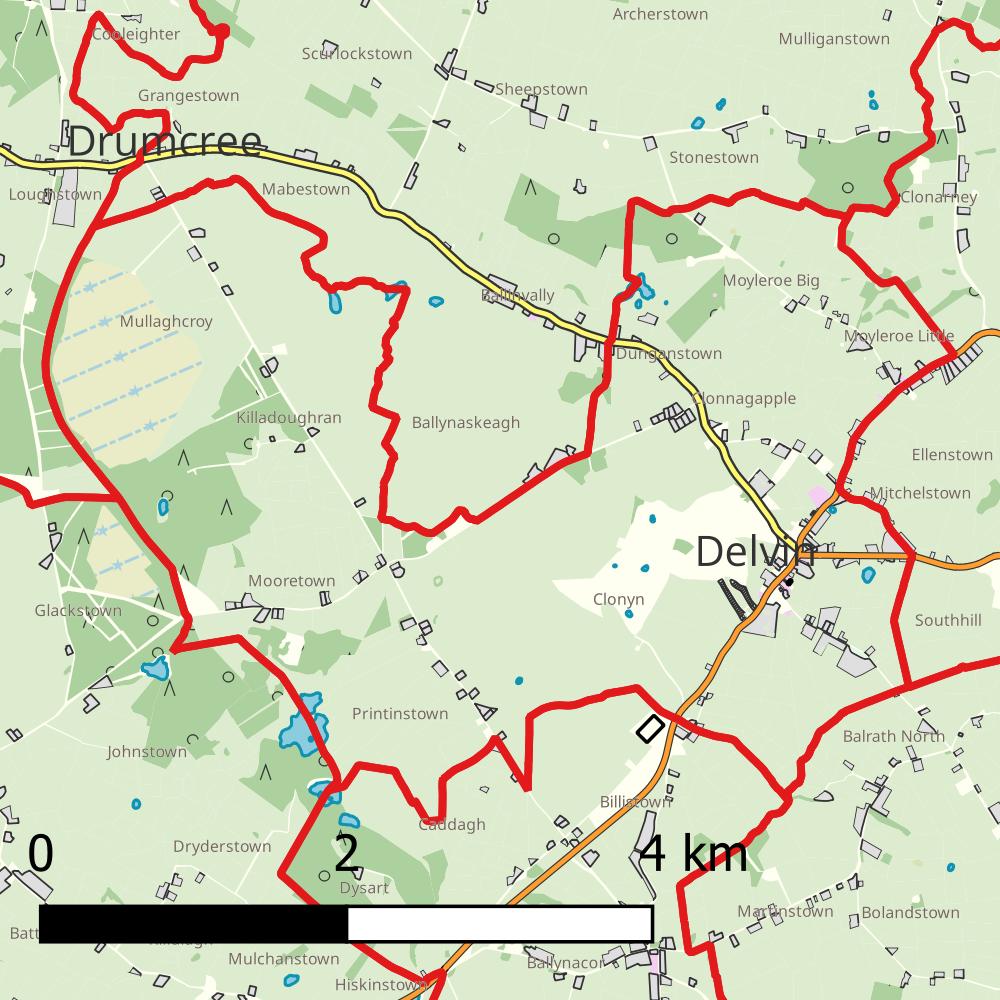 Archerstown
Cooleighter
Mulliganstown
Scurlockstown
Sheepstown
Grangestown
Drumcree
Stonestown
Loughstown
Mabestown
Clonarney
Moyleroe Big
Ballinvally
Mullaghcroy
Moyleroe Little
Dunganstown
Clonnagapple
Killadoughran
Ballynaskeagh
Ellenstown
Mitchelstown
Delvin
Mooretown
Clonyn
Glackstown
Southhill
Printinstown
Balrath North
Johnstown
Billistown
Caddagh
Dryderstown
0 2 4 km
Dysart
Martinstown
Bolandstown
Batt
Mulchanstown
Ballynacor
Hiskinstown